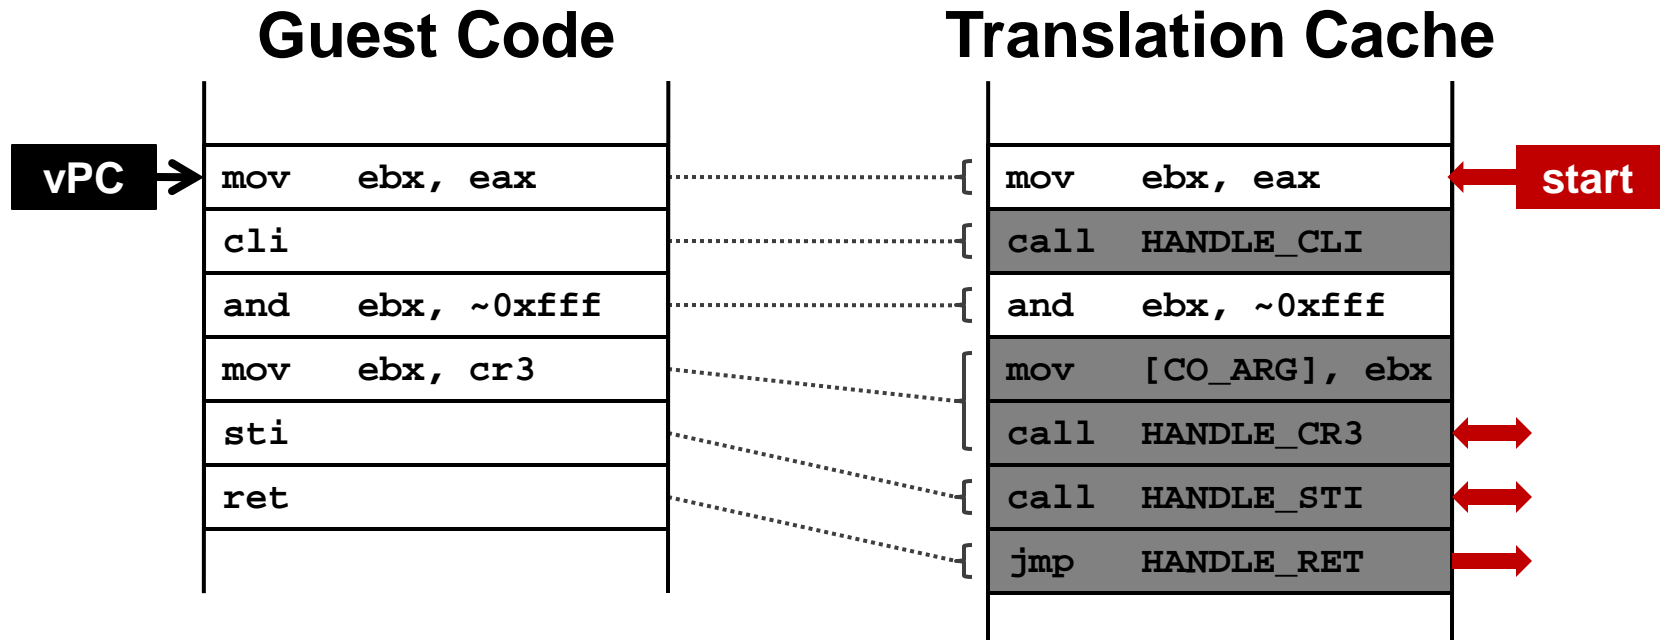 Guest Code
Translation Cache
vPC
mov ebx, eax
cli
and ebx, ~0xfff
mov ebx, cr3
sti
ret
mov ebx, eax
call HANDLE_CLI
and ebx, ~0xfff
mov [CO_ARG], ebx
call HANDLE_CR3
call HANDLE_STI
jmp HANDLE_RET
start